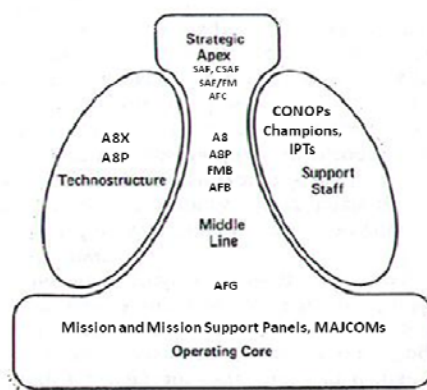 Strategic
Apex
SAF, CSAF
SAF/FM
AFC
A8X
A8P
Technostructure
A8
A8P
FMB
AFB
Middle
Line
AFG
CONOPs
Champions,
IPTs
Support
Staff
Mission and Mission Support Panels, MAJCOMs
Operating Core